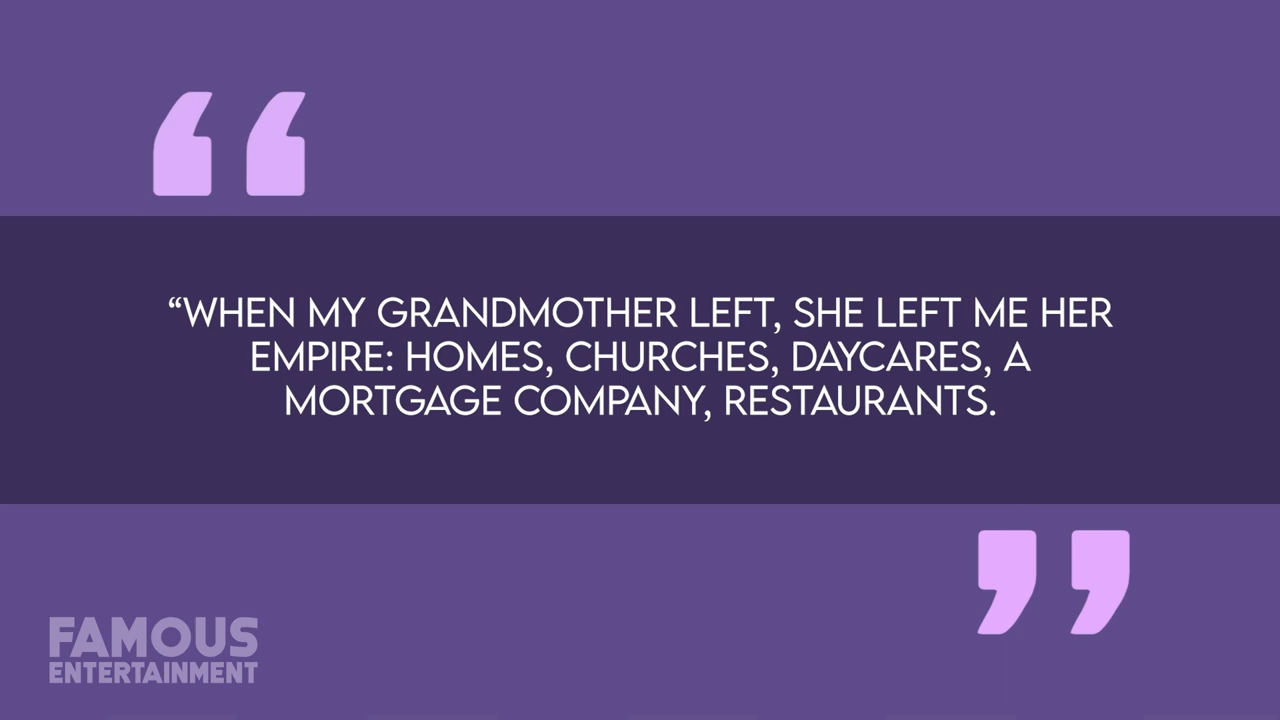 “WHEN MY GRANDMOTHER LEFT, SHE LEFT ME HER
EMPIRE: HOMES, CHURCHES, DAYCARES, A
MORTGAGE COMPANY, RESTAURANTS.
FAMOUS
ENTERTAINMENT